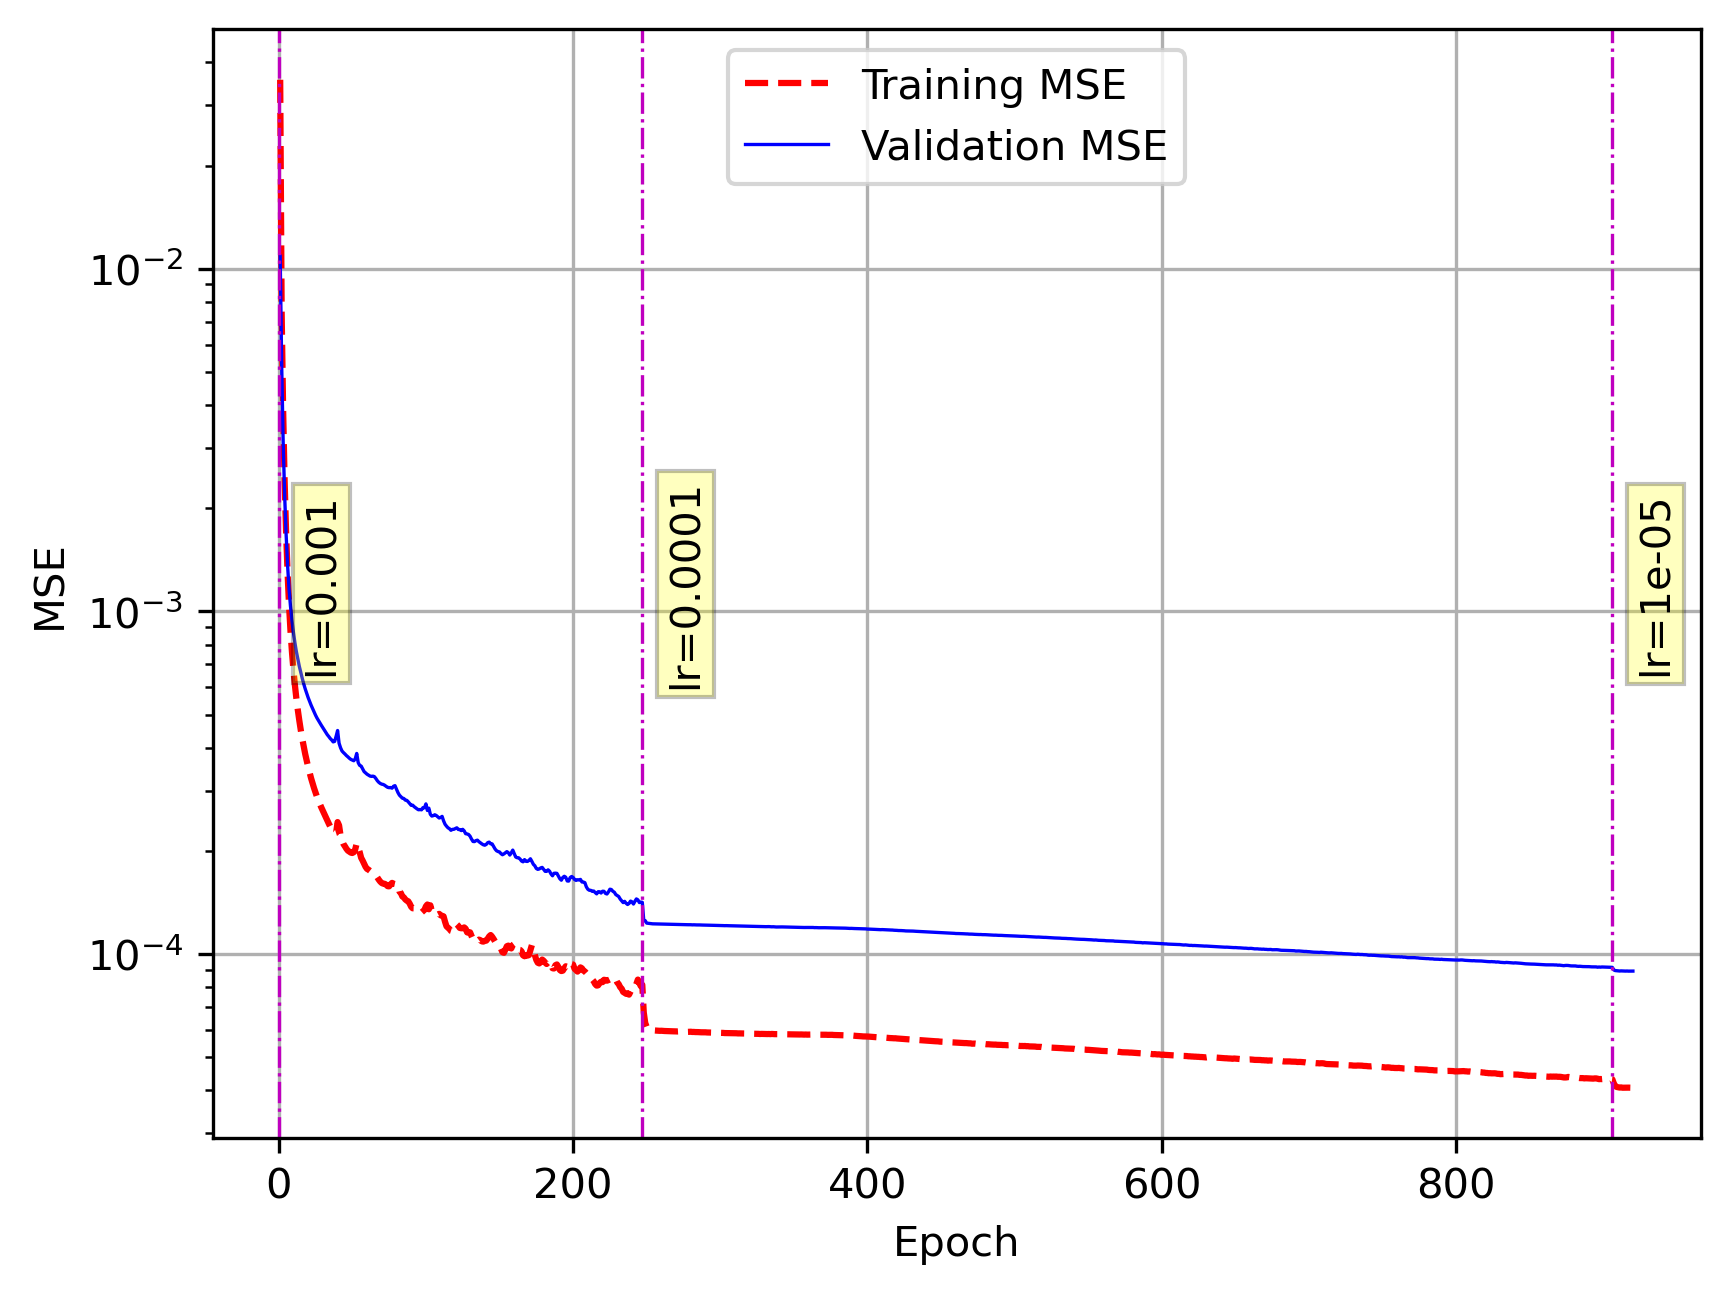 Training MSE
Validation MSE
10⁻²
10⁻³
10⁻⁴
MSE
lr=0.001
lr=0.0001
lr=1e-05
0 200 400 600 800
Epoch